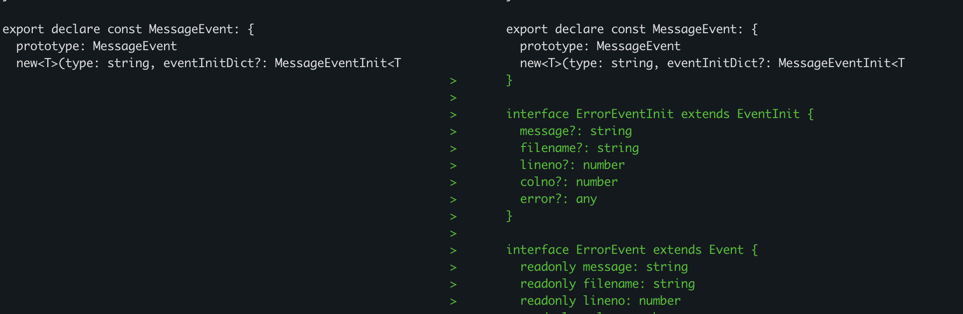 export declare const MessageEvent: {
prototype: MessageEvent
new<T>(type: string, eventInitDict?: MessageEventInit<T
export declare const MessageEvent: {
prototype: MessageEvent
new<T>(type: string, eventInitDict?: MessageEventInit<T
> }
>
> interface ErrorEventInit extends EventInit {
> message?: string
> filename?: string
> lineno?: number
> colno?: number
> error?: any
> }
>
> interface ErrorEvent extends Event {
> readonly message: string
> readonly filename: string
> readonly lineno: number